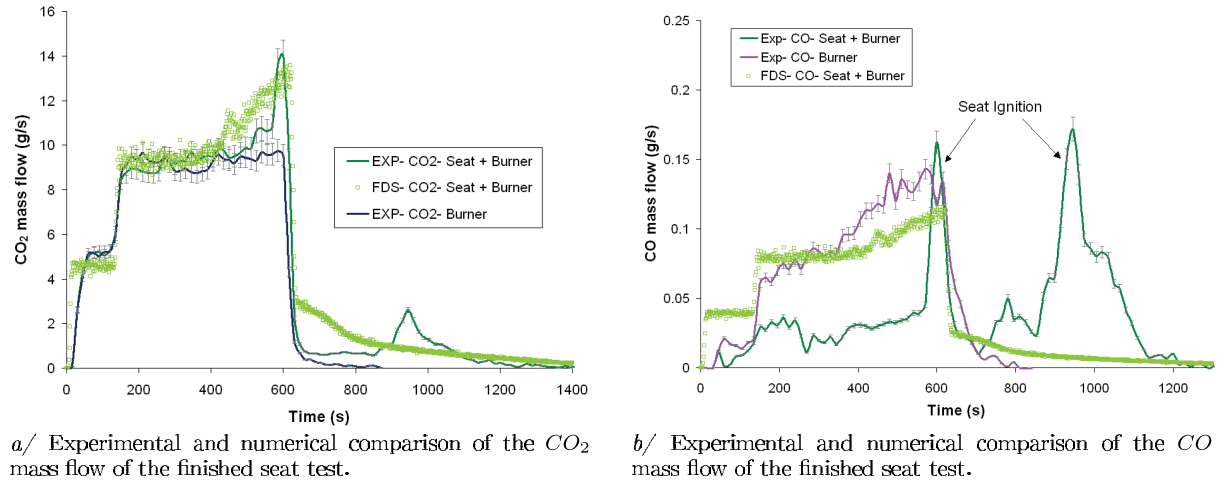 16
14
12
10
8
6
4
2
0
CO2 mass flow (g/s)
EXP- CO2- Seat + Burner
FDS- CO2- Seat + Burner
EXP- CO2- Burner
0 200 400 600 800 1000 1200 1400
Time (s)
a/ Experimental and numerical comparison of the CO2
mass flow of the finished seat test.
0.25
0.2
0.15
0.1
0.05
0
CO mass flow (g/s)
Exp- CO- Seat + Burner
Exp- CO- Burner
FDS- CO- Seat + Burner
Seat Ignition
0 200 400 600 800 1000 1200
Time (s)
b/ Experimental and numerical comparison of the CO
mass flow of the finished seat test.